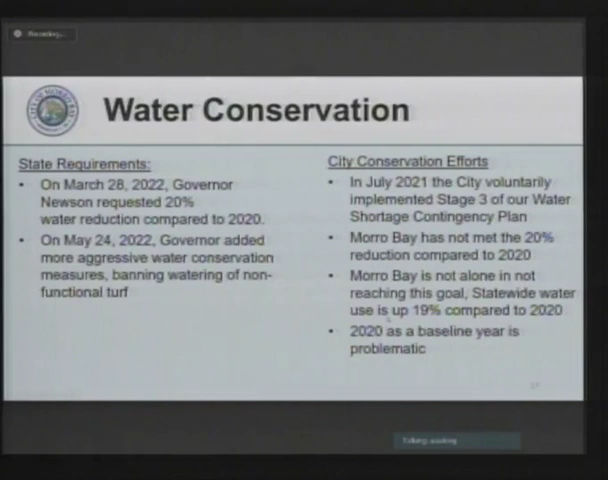 Recording...
Water Conservation
State Requirements:
• On March 28, 2022, Governor
Newson requested 20%
water reduction compared to 2020.
• On May 24, 2022, Governor added
more aggressive water conservation
measures, banning watering of non-
functional turf
City Conservation Efforts
• In July 2021 the City voluntarily
implemented Stage 3 of our Water
Shortage Contingency Plan
• Morro Bay has not met the 20%
reduction compared to 2020
• Morro Bay is not alone in not
reaching this goal, Statewide water
use is up 19% compared to 2020
• 2020 as a baseline year is
problematic